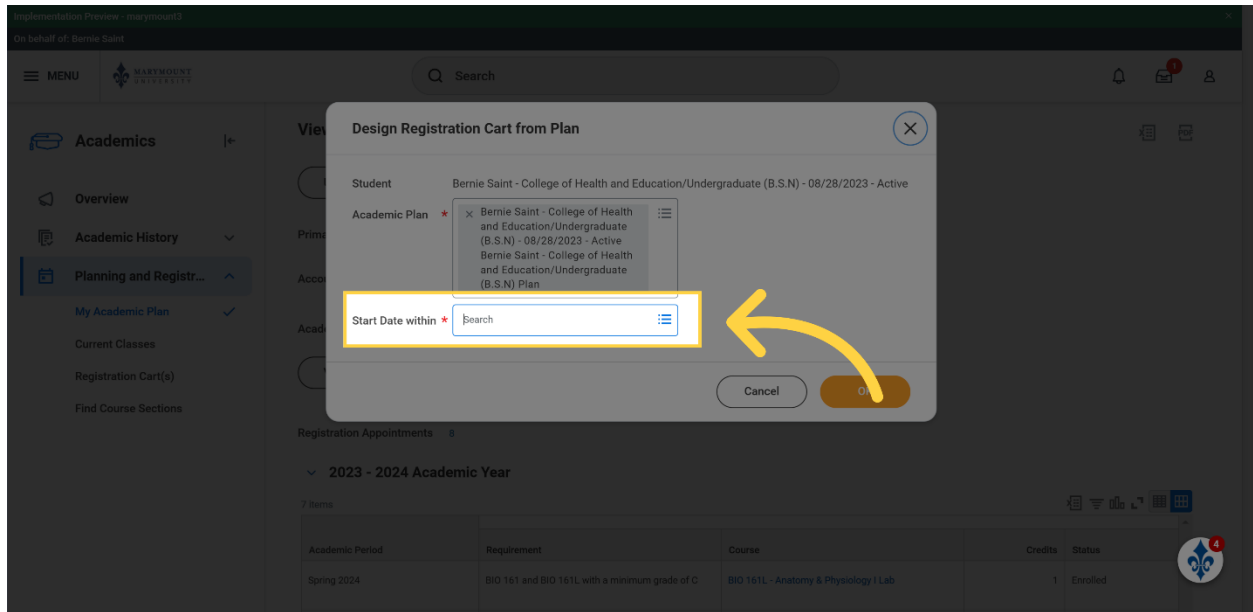 Implementation Preview - marymount3
On behalf of: Bernie Saint
MENU
MARYMOUNT
UNIVERSITY
Search
1
Academics
Overview
Academic History
Planning and Registr...
My Academic Plan
Current Classes
Registration Cart(s)
Find Course Sections
Design Registration Cart from Plan
Student Bernie Saint - College of Health and Education/Undergraduate (B.S.N) - 08/28/2023 - Active
Academic Plan * × Bernie Saint - College of Health
and Education/Undergraduate
(B.S.N) - 08/28/2023 - Active
Bernie Saint - College of Health
and Education/Undergraduate
(B.S.N) Plan
Start Date within * Search
Cancel
Registration Appointments 8
2023 - 2024 Academic Year
7 items
Academic Period Requirement Course Credits Status
Spring 2024 BIO 161 and BIO 161L with a minimum grade of C BIO 161L - Anatomy & Physiology I Lab 1 Enrolled
4